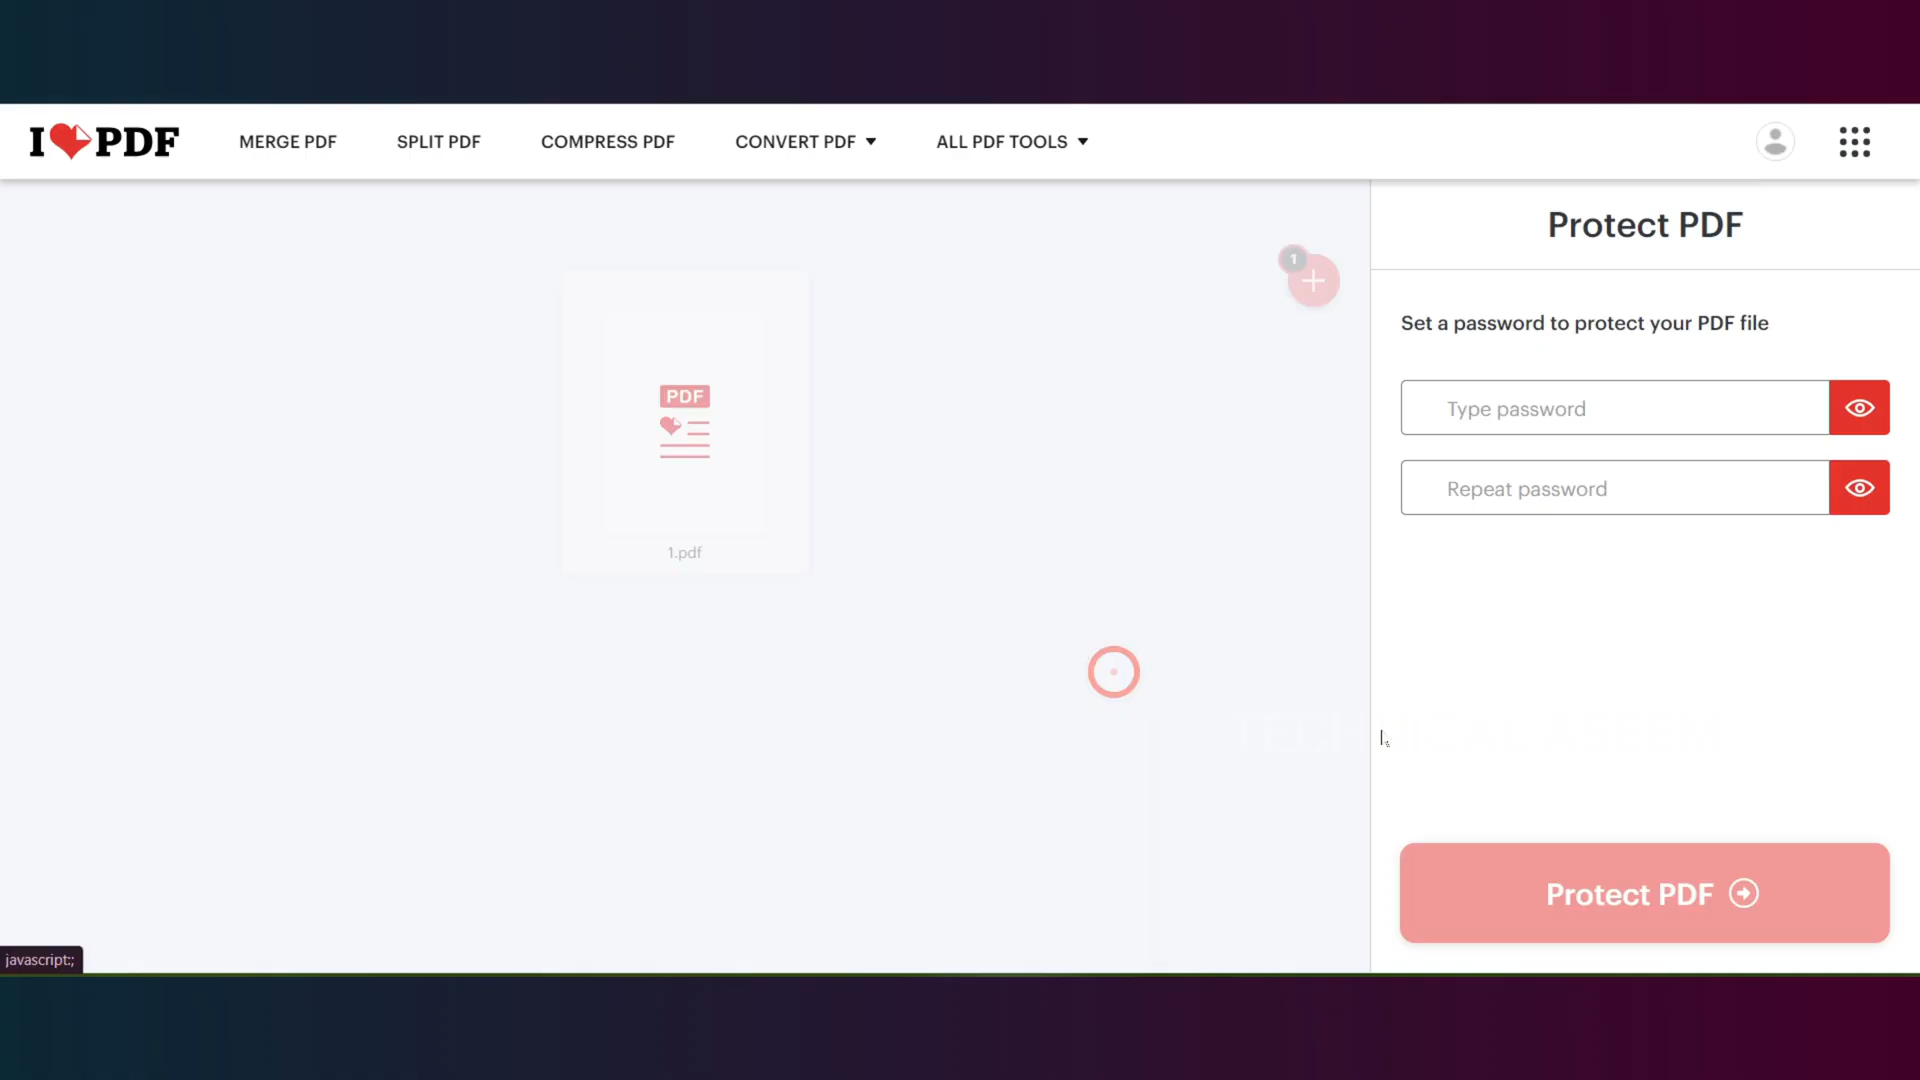 I PDF
MERGE PDF
SPLIT PDF
COMPRESS PDF
CONVERT PDF
ALL PDF TOOLS
Protect PDF
1
Set a password to protect your PDF file
Type password
Repeat password
PDF
1.pdf
Protect PDF
javascript:;